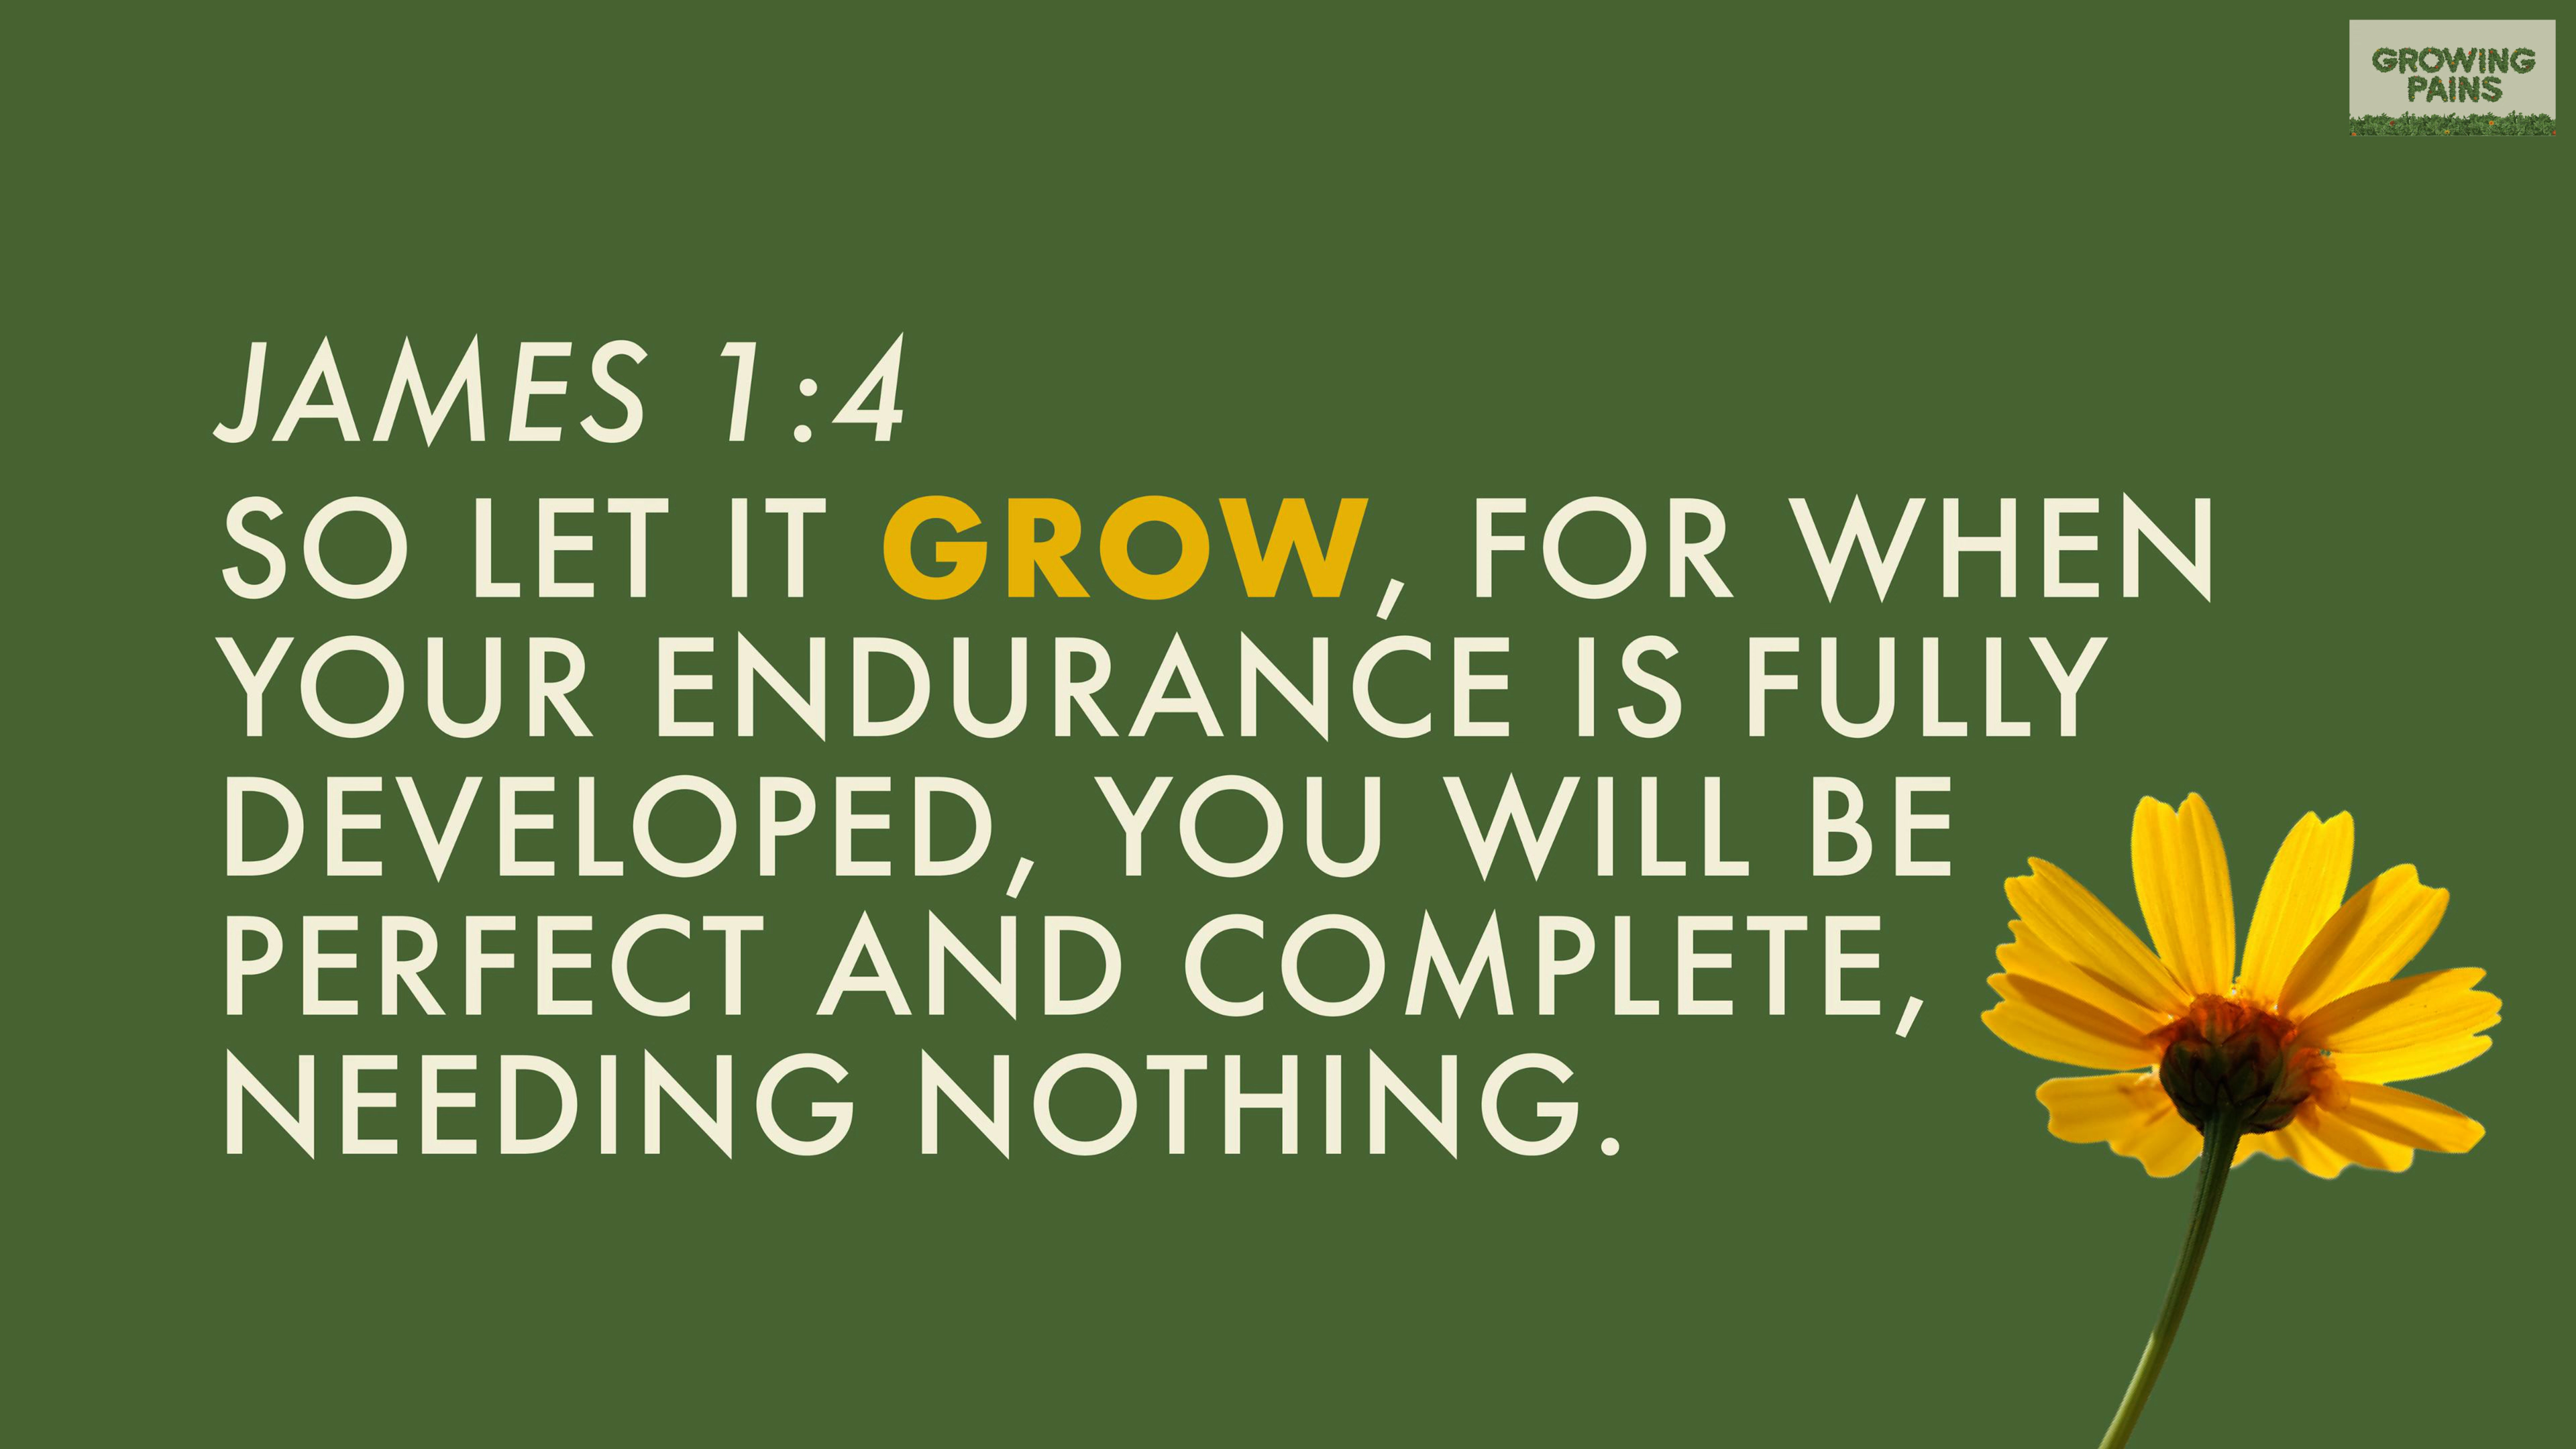 GROWING
PAINS
JAMES 1:4
SO LET IT GROW, FOR WHEN
YOUR ENDURANCE IS FULLY
DEVELOPED, YOU WILL BE
PERFECT AND COMPLETE,
NEEDING NOTHING.